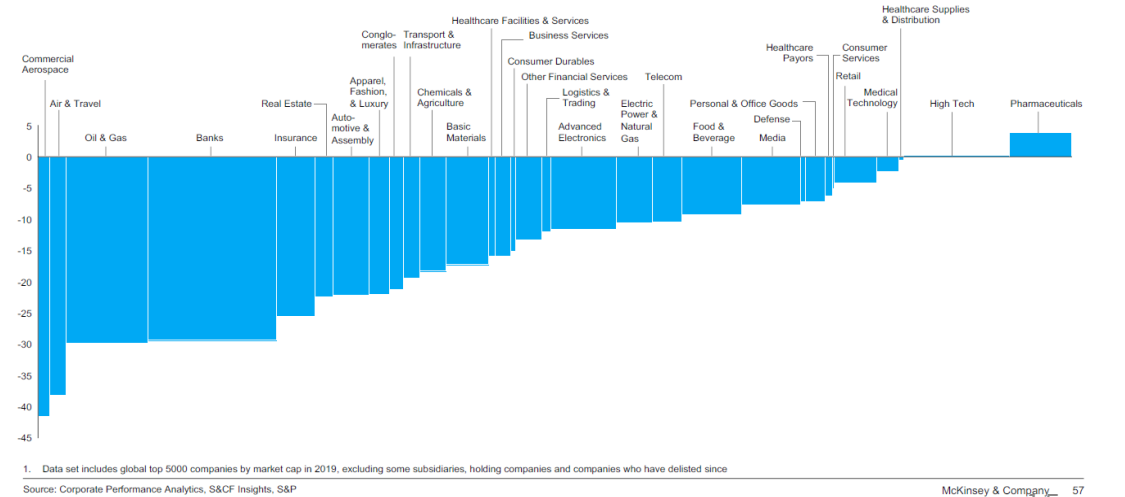 Healthcare Supplies
& Distribution
Healthcare Facilities & Services
Conglo-
merates
Transport &
Infrastructure
Business Services
Healthcare
Payors
Consumer
Services
Commercial
Aerospace
Consumer Durables
Other Financial Services
Telecom
Retail
Apparel,
Fashion,
& Luxury
Chemicals &
Agriculture
Logistics &
Trading
Medical
Technology
Air & Travel
Real Estate
Electric
Power &
Natural
Gas
Personal & Office Goods
High Tech
Pharmaceuticals
Auto-
motive &
Assembly
Defense
Basic
Materials
Advanced
Electronics
Food &
Beverage
Media
Oil & Gas
Banks
Insurance
5
0
-5
-10
-15
-20
-25
-30
-35
-40
-45
1. Data set includes global top 5000 companies by market cap in 2019, excluding some subsidiaries, holding companies and companies who have delisted since
Source: Corporate Performance Analytics, S&CF Insights, S&P
McKinsey & Company 57